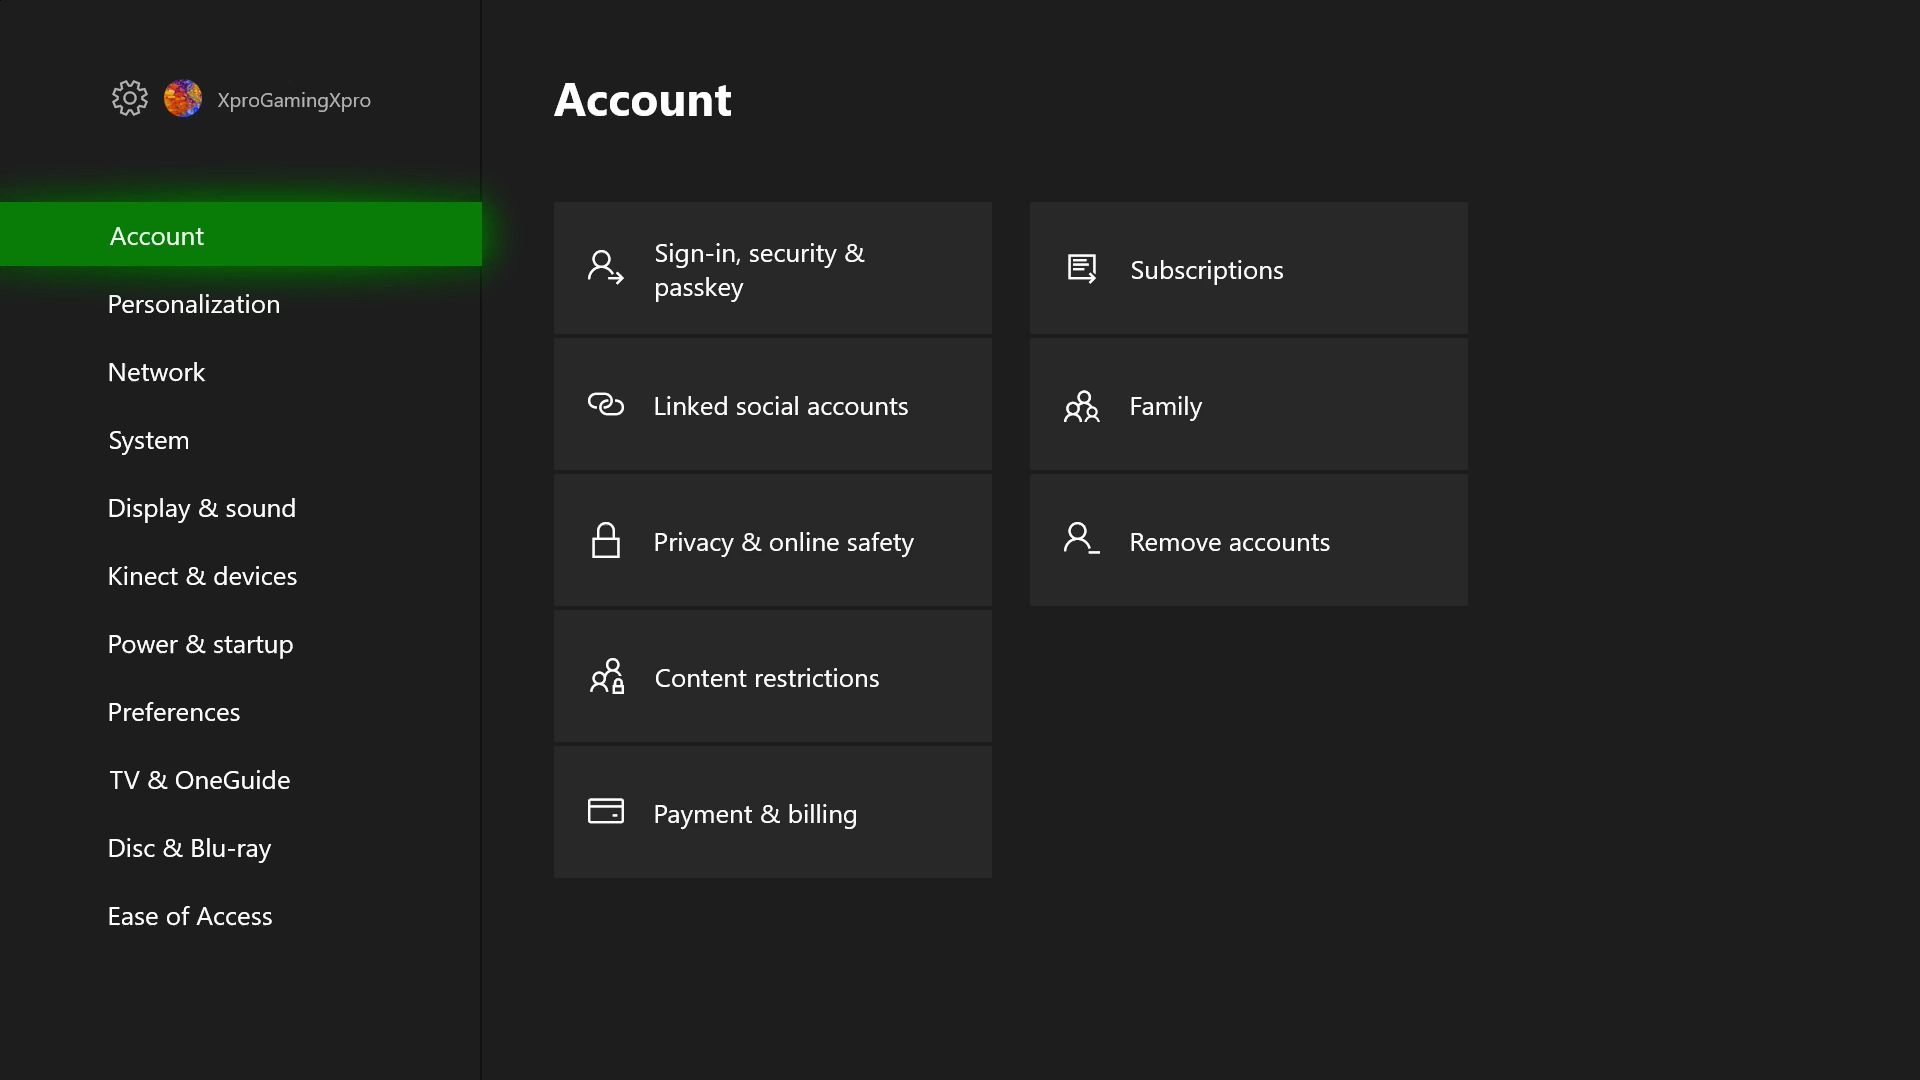 XproGamingXpro
Account
Personalization
Network
System
Display & sound
Kinect & devices
Power & startup
Preferences
TV & OneGuide
Disc & Blu-ray
Ease of Access
Account
Sign-in, security &
passkey
Linked social accounts
Privacy & online safety
Content restrictions
Payment & billing
Subscriptions
Family
Remove accounts